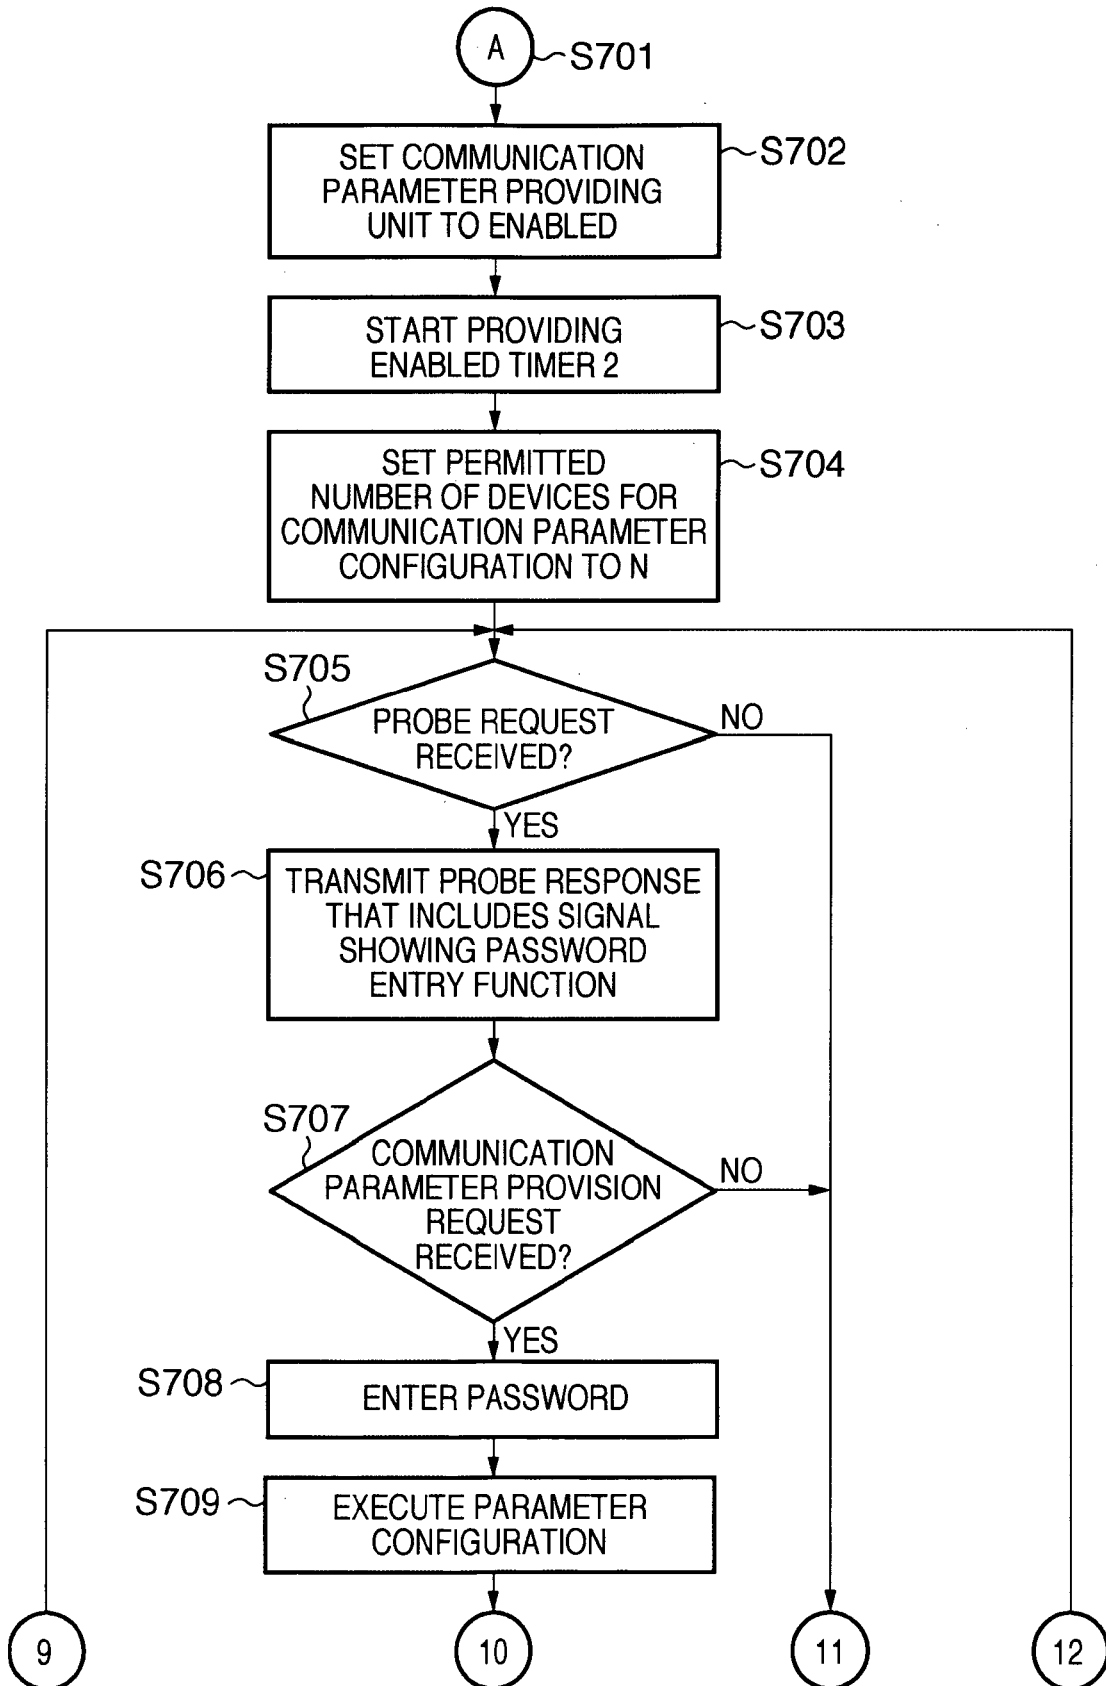 A
S701
SET COMMUNICATION
PARAMETER PROVIDING
UNIT TO ENABLED
S702
START PROVIDING
ENABLED TIMER 2
S703
SET PERMITTED
NUMBER OF DEVICES FOR
COMMUNICATION PARAMETER
CONFIGURATION TO N
S704
S705
PROBE REQUEST
RECEIVED?
NO
YES
S706
TRANSMIT PROBE RESPONSE
THAT INCLUDES SIGNAL
SHOWING PASSWORD
ENTRY FUNCTION
S707
COMMUNICATION
PARAMETER PROVISION
REQUEST
RECEIVED?
NO
YES
S708
ENTER PASSWORD
S709
EXECUTE PARAMETER
CONFIGURATION
9
10
11
12